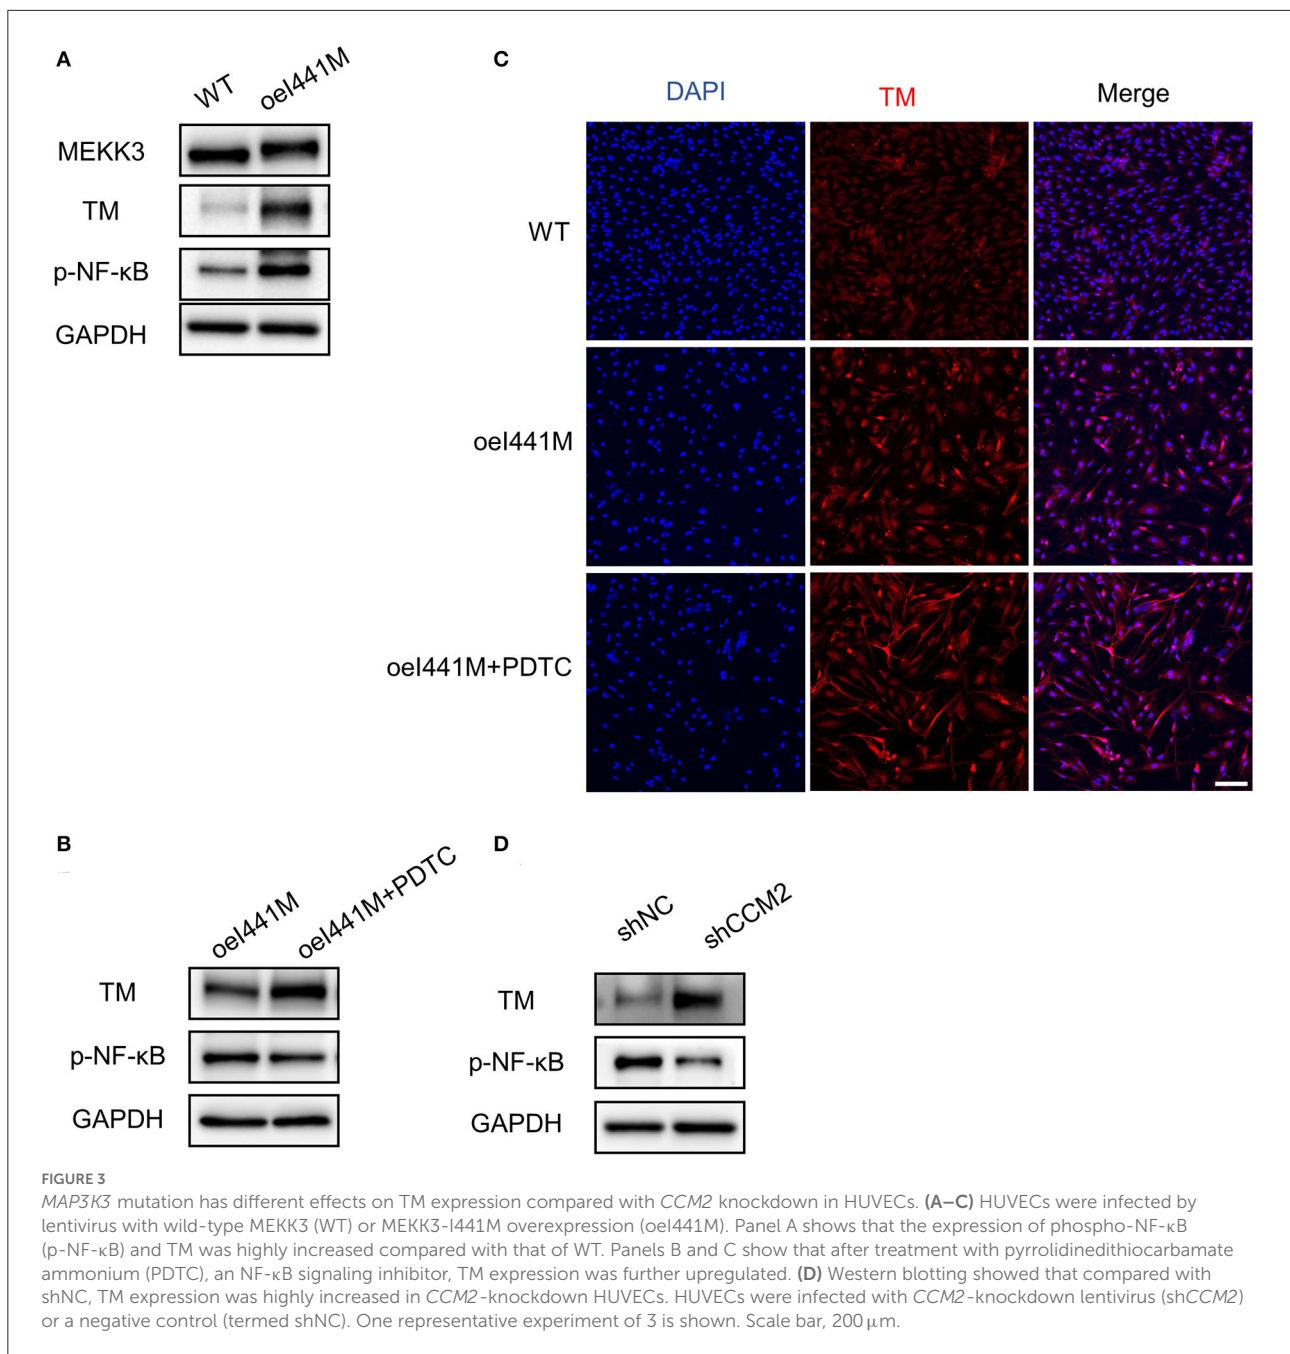 A
WT
oeI441M
MEKK3
TM
p-NF-κB
GAPDH
C
DAPI
TM
Merge
WT
oeI441M
oeI441M+PDTC
B
oeI441M
oeI441M+PDTC
TM
p-NF-κB
GAPDH
D
shNC
shCCM2
TM
p-NF-κB
GAPDH
FIGURE 3
MAP3K3 mutation has different effects on TM expression compared with CCM2 knockdown in HUVECs. (A–C) HUVECs were infected by
lentivirus with wild-type MEKK3 (WT) or MEKK3-I441M overexpression (oeI441M). Panel A shows that the expression of phospho-NF-κB
(p-NF-κB) and TM was highly increased compared with that of WT. Panels B and C show that after treatment with pyrrolidinedithiocarbamate
ammonium (PDTC), an NF-κB signaling inhibitor, TM expression was further upregulated. (D) Western blotting showed that compared with
shNC, TM expression was highly increased in CCM2-knockdown HUVECs. HUVECs were infected with CCM2-knockdown lentivirus (shCCM2)
or a negative control (termed shNC). One representative experiment of 3 is shown. Scale bar, 200 μm.